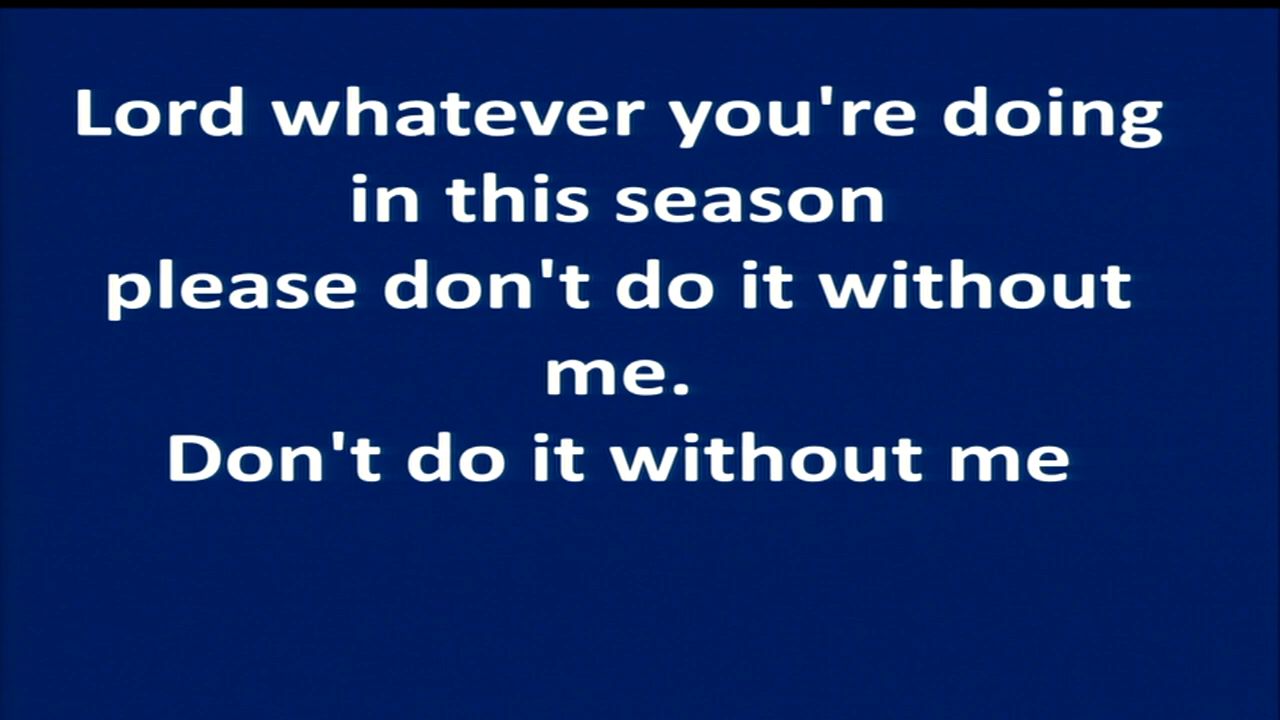 Lord whatever you're doing
in this season
please don't do it without
me.
Don't do it without me